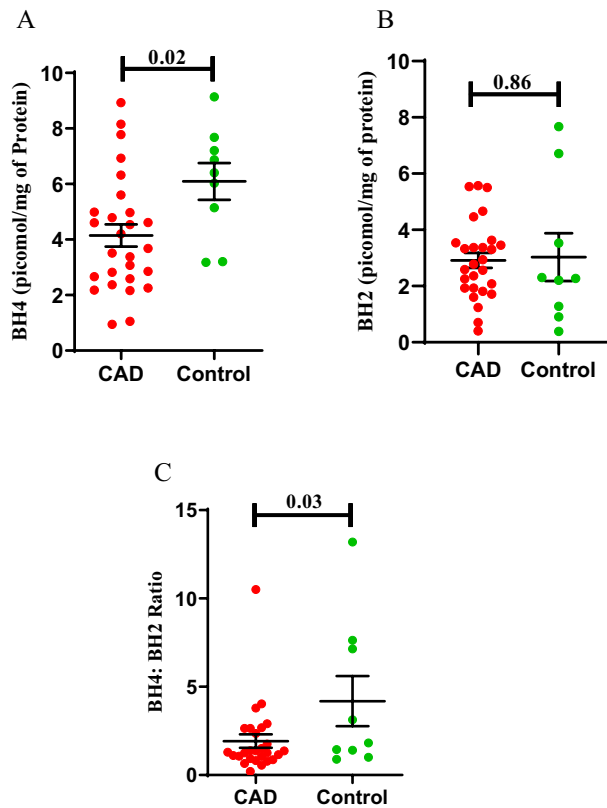 A
0.02
BH4 (picomol/mg of Protein)
10
8
6
4
2
0
CAD Control
B
0.86
BH2 (picomol/mg of protein)
10
8
6
4
2
0
CAD Control
C
0.03
BH4: BH2 Ratio
15
10
5
0
CAD Control